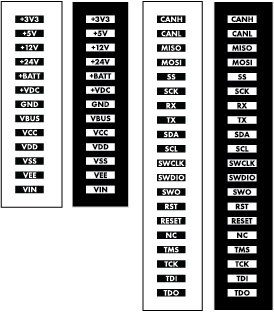 +3V3
+5V
+12V
+24V
+BATT
+VDC
GND
VBUS
VCC
VDD
VSS
VEE
VIN
+3V3
+5V
+12V
+24V
+BATT
+VDC
GND
VBUS
VCC
VDD
VSS
VEE
VIN
CANH
CANL
MISO
MOSI
SS
SCK
RX
TX
SDA
SCL
SWCLK
SWDIO
SWO
RST
RESET
NC
TMS
TCK
TDI
TDO
CANH
CANL
MISO
MOSI
SS
SCK
RX
TX
SDA
SCL
SWCLK
SWDIO
SWO
RST
RESET
NC
TMS
TCK
TDI
TDO